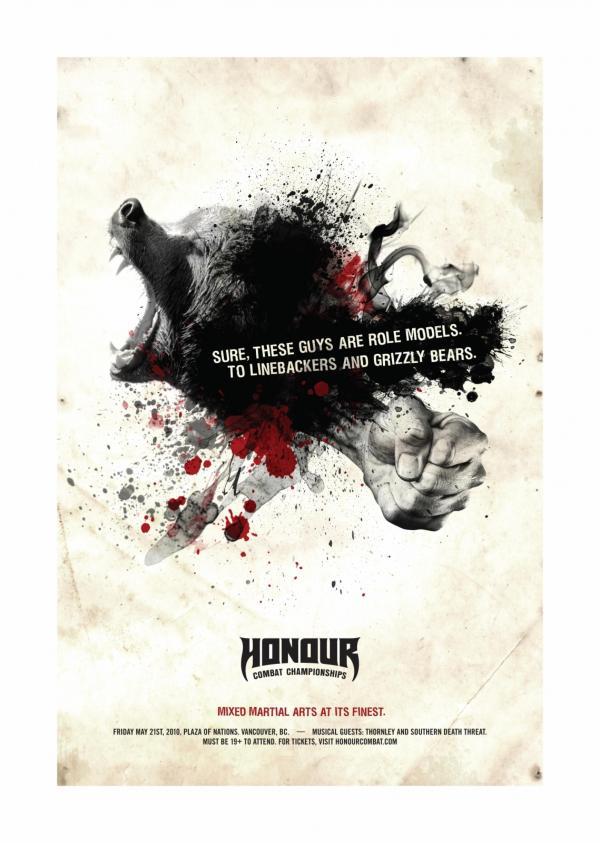 SURE, THESE GUYS ARE ROLE MODELS.
TO LINEBACKERS AND GRIZZLY BEARS.
HONOUR
COMBAT CHAMPIONSHIPS
MIXED MARTIAL ARTS AT ITS FINEST.
FRIDAY MAY 21ST, 2010, PLAZA OF NATIONS. VANCOUVER, BC. — MUSICAL GUESTS: THORNLEY AND SOUTHERN DEATH THREAT.
MUST BE 19+ TO ATTEND. FOR TICKETS, VISIT HONOURCOMBAT.COM